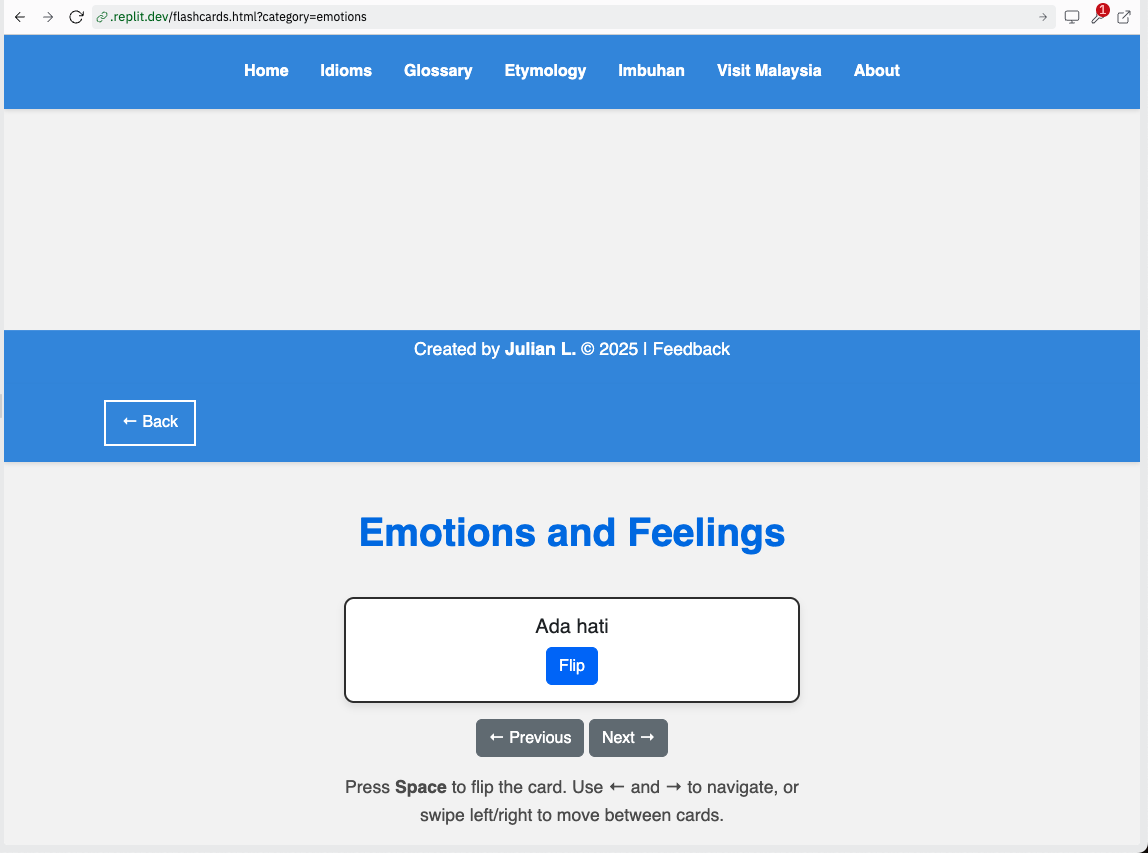 .replit.dev/flashcards.html?category=emotions
1
Home Idioms Glossary Etymology Imbuhan Visit Malaysia About
Created by Julian L. © 2025 | Feedback
← Back
Emotions and Feelings
Ada hati
Flip
← Previous Next →
Press Space to flip the card. Use ← and → to navigate, or
swipe left/right to move between cards.